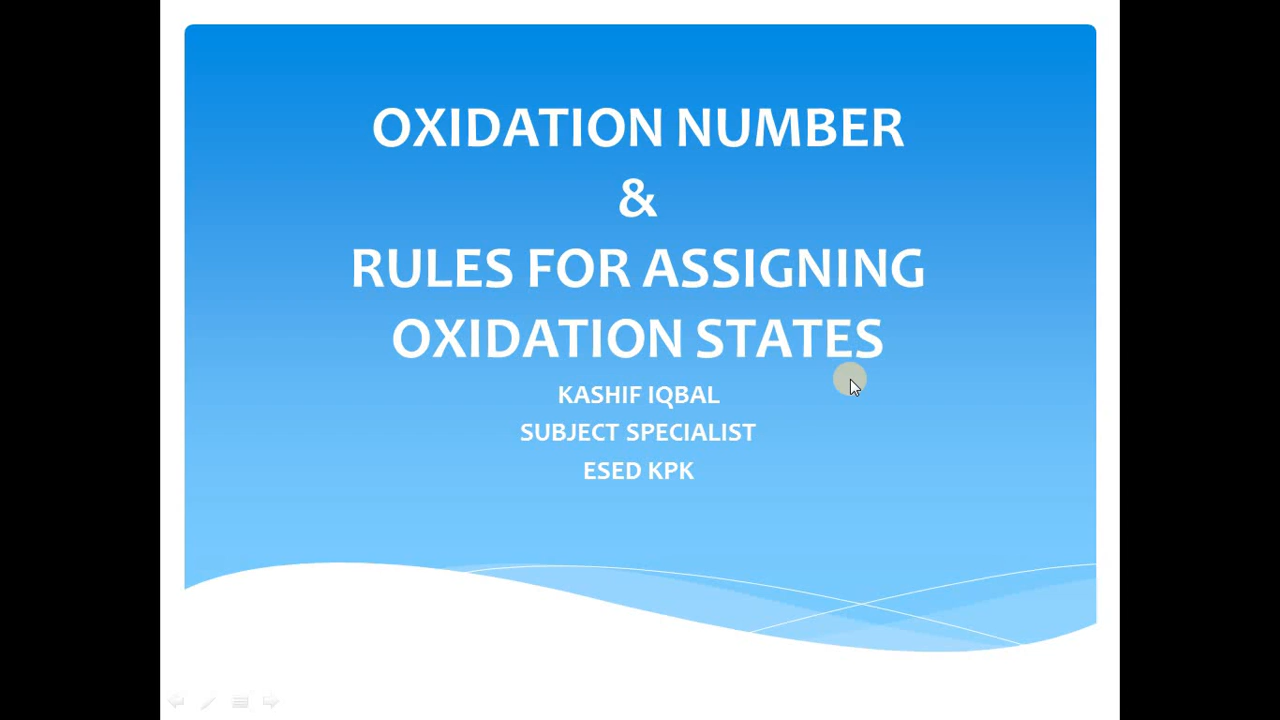 OXIDATION NUMBER
&
RULES FOR ASSIGNING
OXIDATION STATES
KASHIF IQBAL
SUBJECT SPECIALIST
ESED KPK